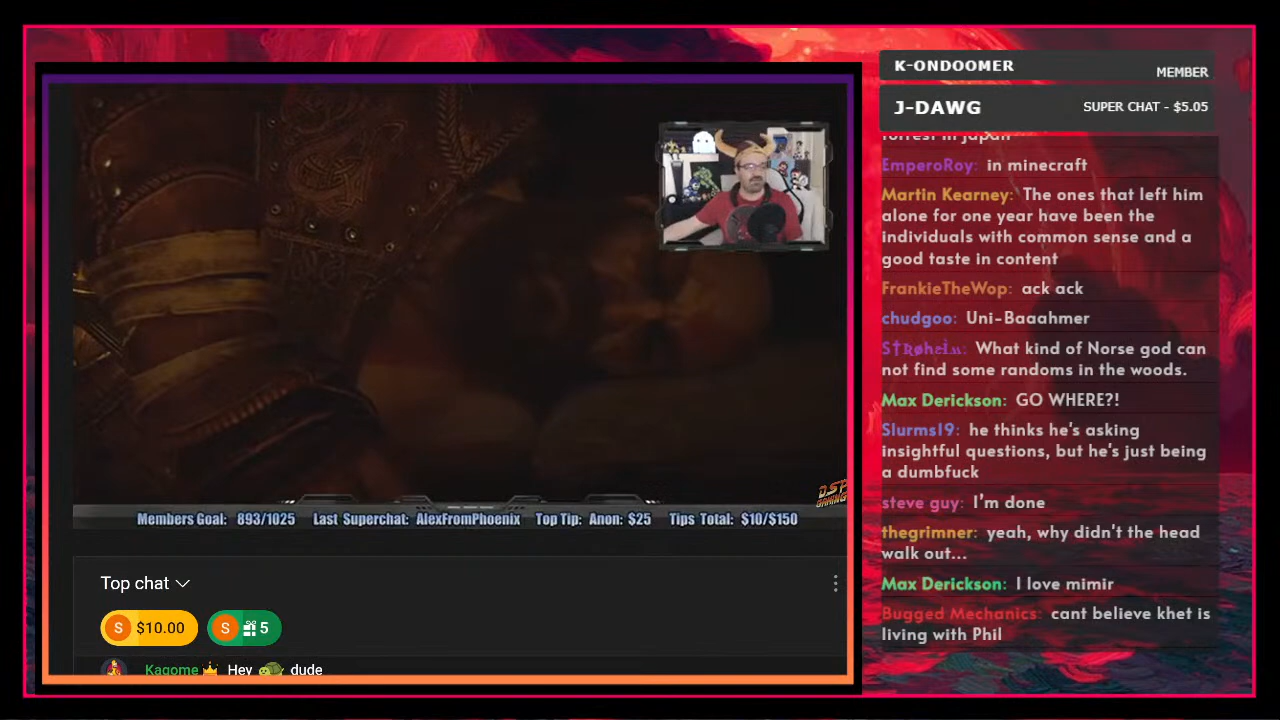 K-ONDOOMER
MEMBER
J-DAWG
SUPER CHAT - $5.05
forrest in japan
EmperoRoy: in minecraft
Martin Kearney: The ones that left him
alone for one year have been the
individuals with common sense and a
good taste in content
FrankieTheWop: ack ack
chudgoo: Uni-Baaahmer
What kind of Norse god can
not find some randoms in the woods.
Max Derickson: GO WHERE?!
Slurms19: he thinks he's asking
insightful questions, but he's just being
a dumbfuck
steve guy: I'm done
thegrimner: yeah, why didn't the head
walk out...
Max Derickson: I love mimir
Bugged Mechanics: cant believe khet is
living with Phil
DSP
GAMING
Members Goal: 893/1025 Last Superchat: AlexFromPhoenix Top Tip: Anon: $25 Tips Total: $10/$150
Top chat
S $10.00 S 5
Kagome Hey dude